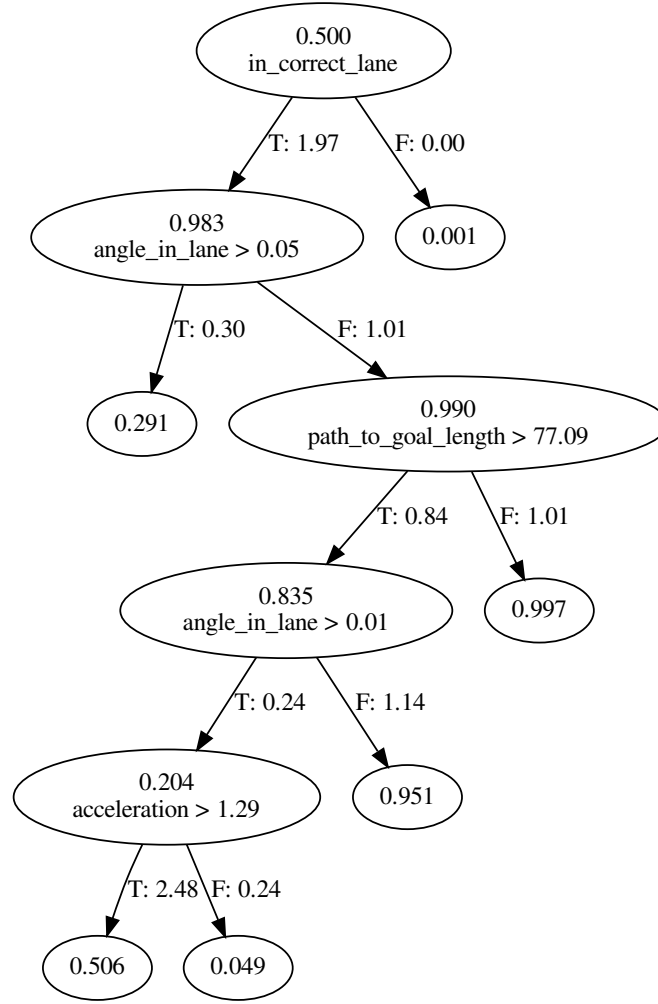 0.500
in_correct_lane
T: 1.97
F: 0.00
0.983
angle_in_lane > 0.05
0.001
T: 0.30
F: 1.01
0.291
0.990
path_to_goal_length > 77.09
T: 0.84
F: 1.01
0.835
angle_in_lane > 0.01
0.997
T: 0.24
F: 1.14
0.204
acceleration > 1.29
0.951
T: 2.48
F: 0.24
0.506
0.049